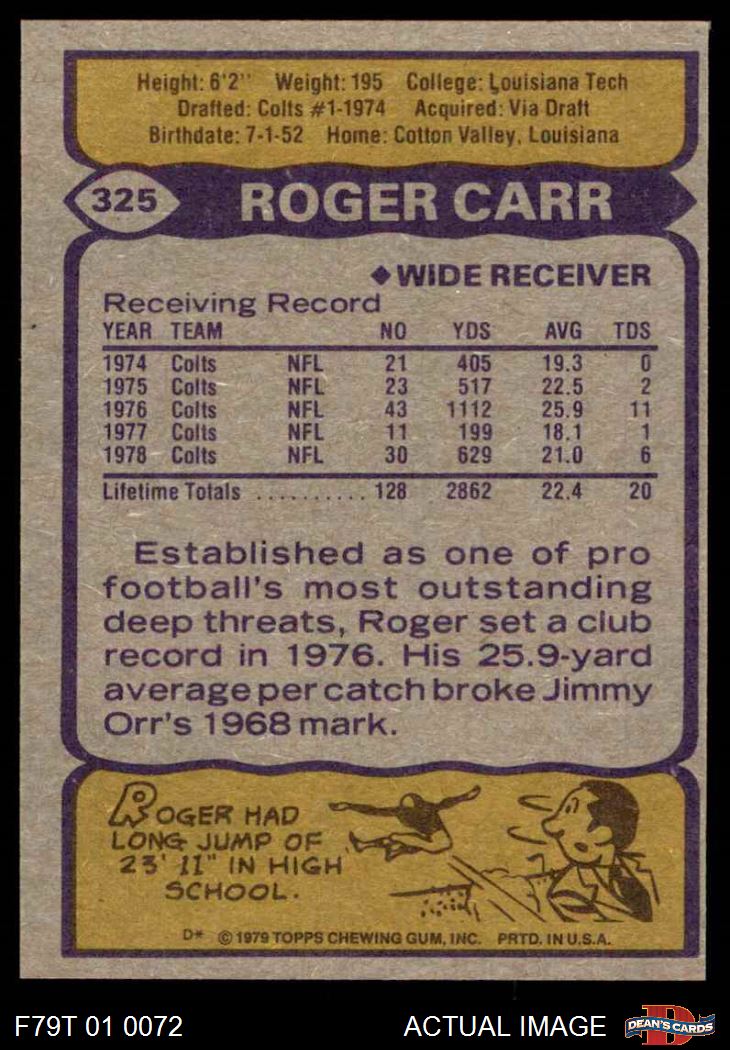 Height: 6'2" Weight: 195 College: Louisiana Tech
Drafted: Colts #1-1974 Acquired: Via Draft
Birthdate: 7-1-52 Home: Cotton Valley, Louisiana
325 ROGER CARR
◆ WIDE RECEIVER
Receiving Record
YEAR TEAM NO YDS AVG TDS
1974 Colts NFL 21 405 19.3 0
1975 Colts NFL 23 517 22.5 2
1976 Colts NFL 43 1112 25.9 11
1977 Colts NFL 11 199 18.1 1
1978 Colts NFL 30 629 21.0 6
Lifetime Totals .......... 128 2862 22.4 20
Established as one of pro
football's most outstanding
deep threats, Roger set a club
record in 1976. His 25.9-yard
average per catch broke Jimmy
Orr's 1968 mark.
ROGER HAD
LONG JUMP OF
23' 11" IN HIGH
SCHOOL.
D* © 1979 TOPPS CHEWING GUM, INC. PRTD. IN U.S.A.
F79T 01 0072 ACTUAL IMAGE D DEAN'S CARDS